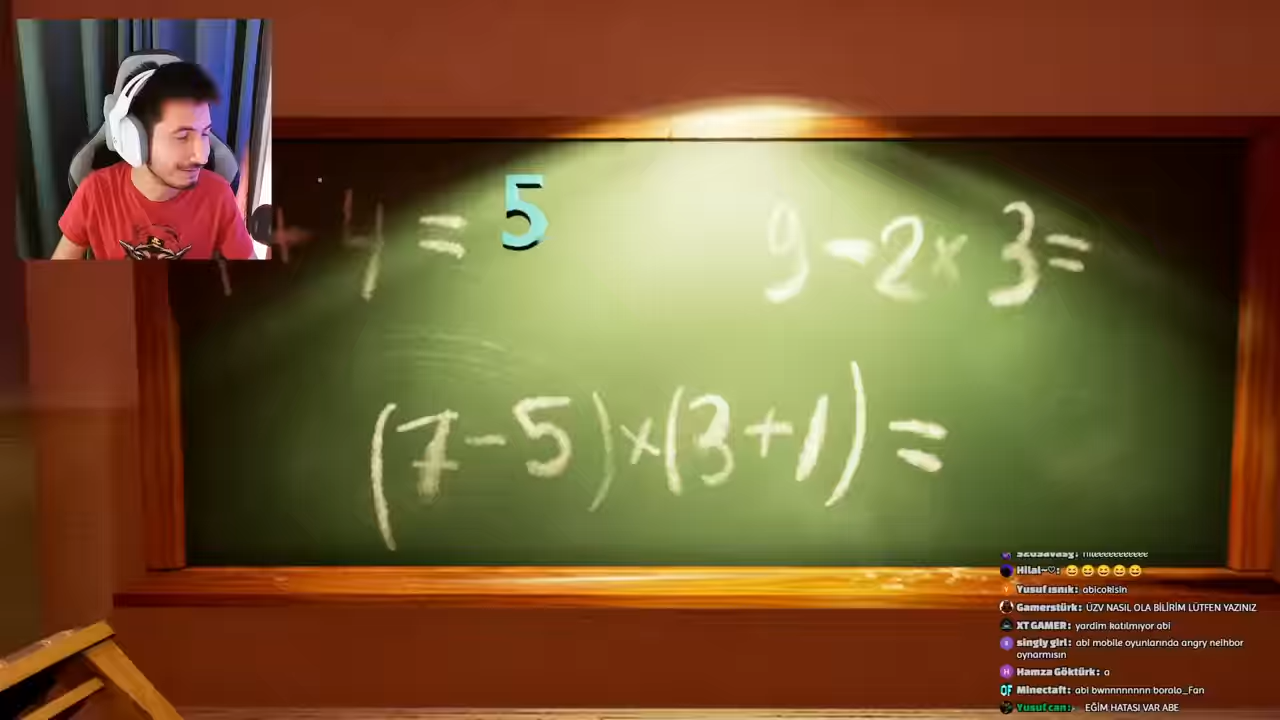 + 4 = 5
9 - 2 x 3 =
(7-5)x(3+1) =
Hilal~♡: 😆😆😆😆😆
Yusuf ısnık: abicokisin
Gamerstürk: ÜZV NASIL OLA BİLİRİM LÜTFEN YAZINIZ
XT GAMER: yardim katılmıyor abi
singly girl: abi mobile oyunlarında angry neihbor
oynarmısın
Hamza Göktürk: a
Minectaft: abi bwnnnnnnnn boralo_Fan
Yusuf can: EĞİM HATASI VAR ABE